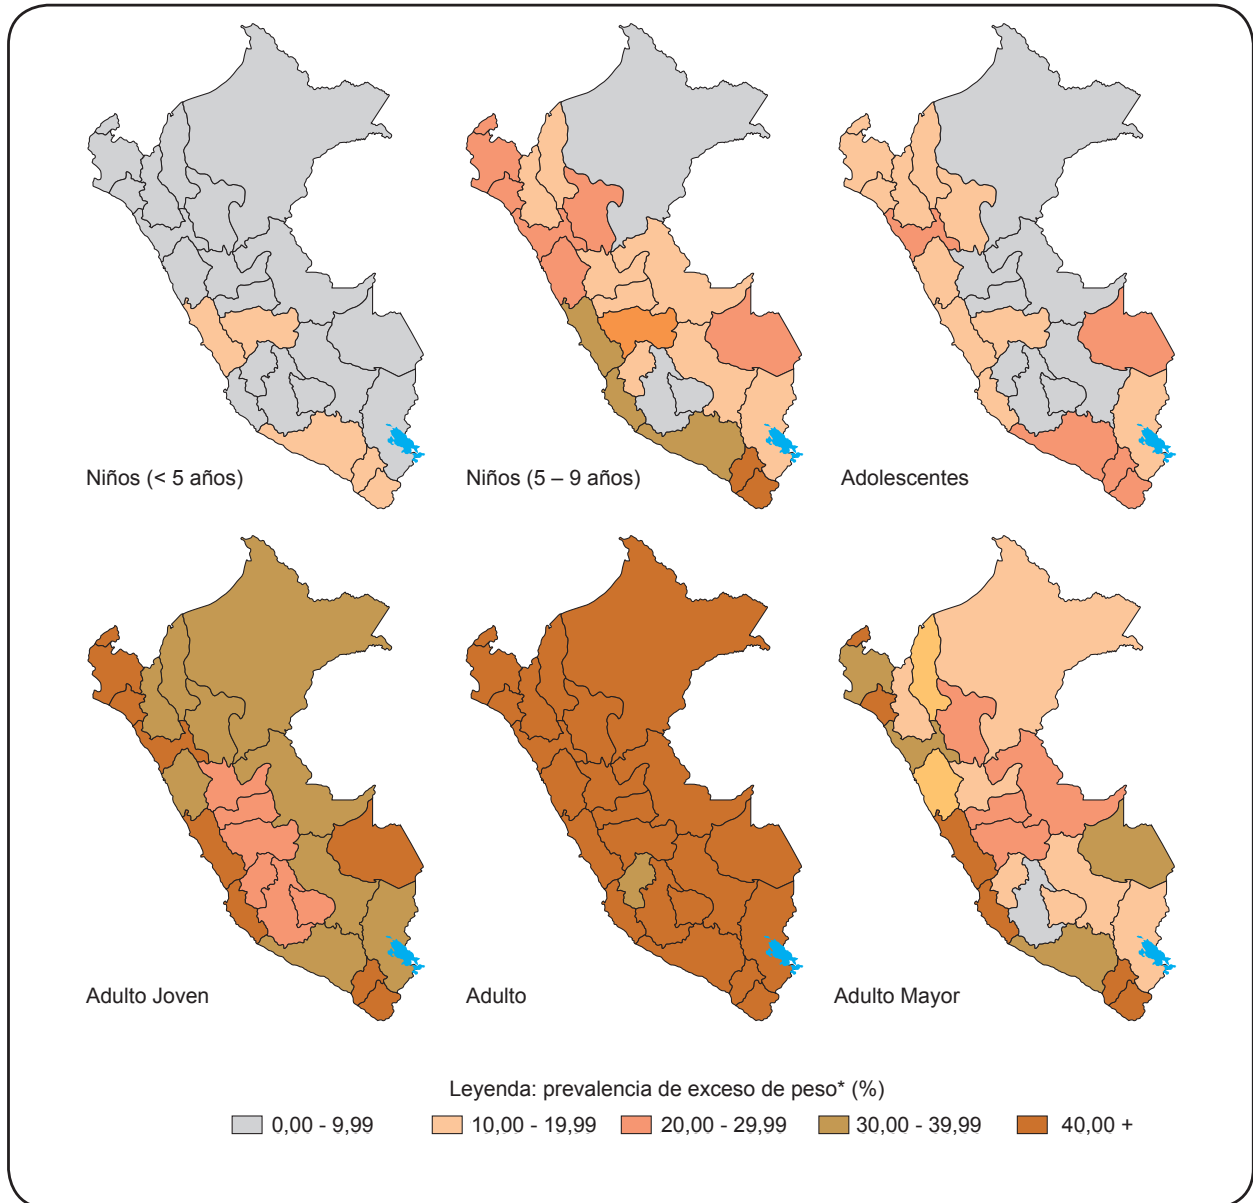 Niños (< 5 años)
Niños (5 – 9 años)
Adolescentes
Adulto Joven
Adulto
Adulto Mayor
Leyenda: prevalencia de exceso de peso* (%)
0,00 - 9,99
10,00 - 19,99
20,00 - 29,99
30,00 - 39,99
40,00 +